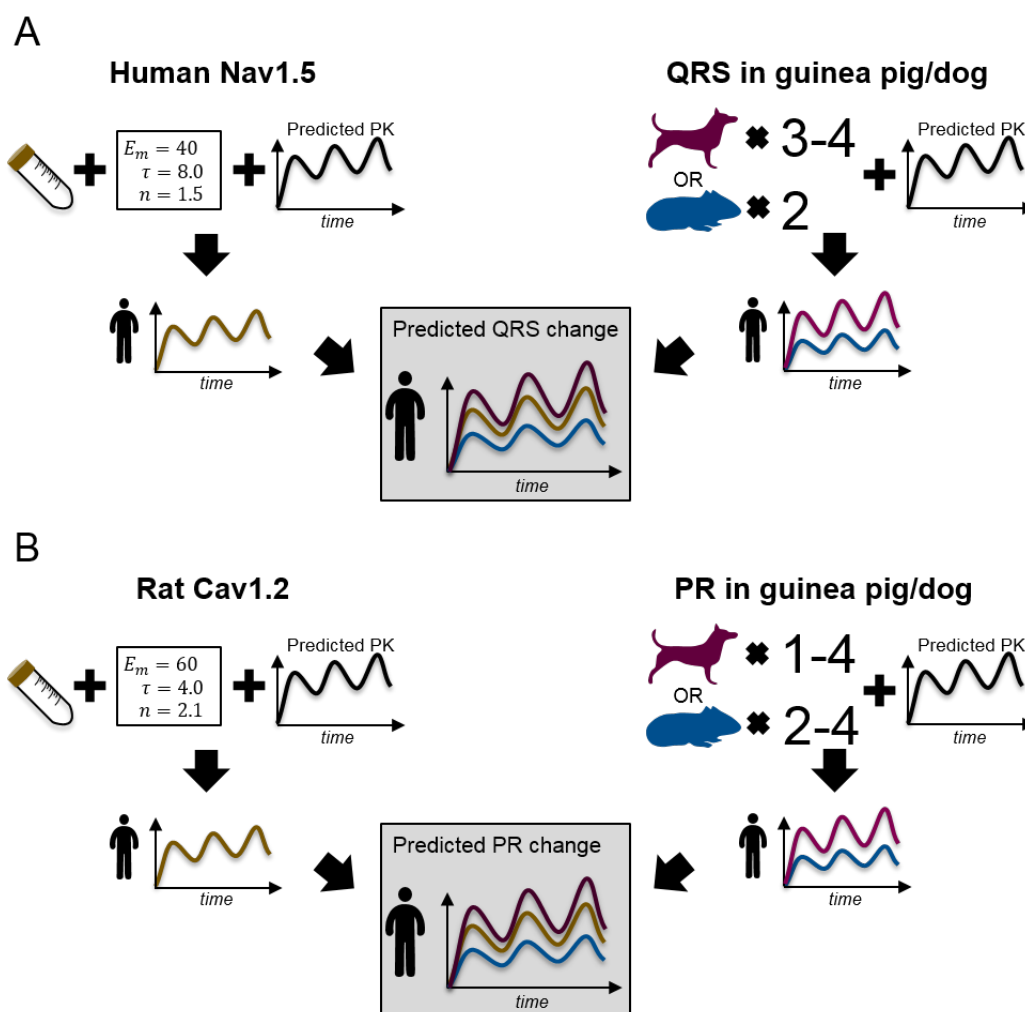 A
Human Nav1.5
QRS in guinea pig/dog
E_m = 40
τ = 8.0
n = 1.5
Predicted PK
time
3-4
OR
2
Predicted PK
time
time
Predicted QRS change
time
time
B
Rat Cav1.2
PR in guinea pig/dog
E_m = 60
τ = 4.0
n = 2.1
Predicted PK
time
1-4
OR
2-4
Predicted PK
time
time
Predicted PR change
time
time